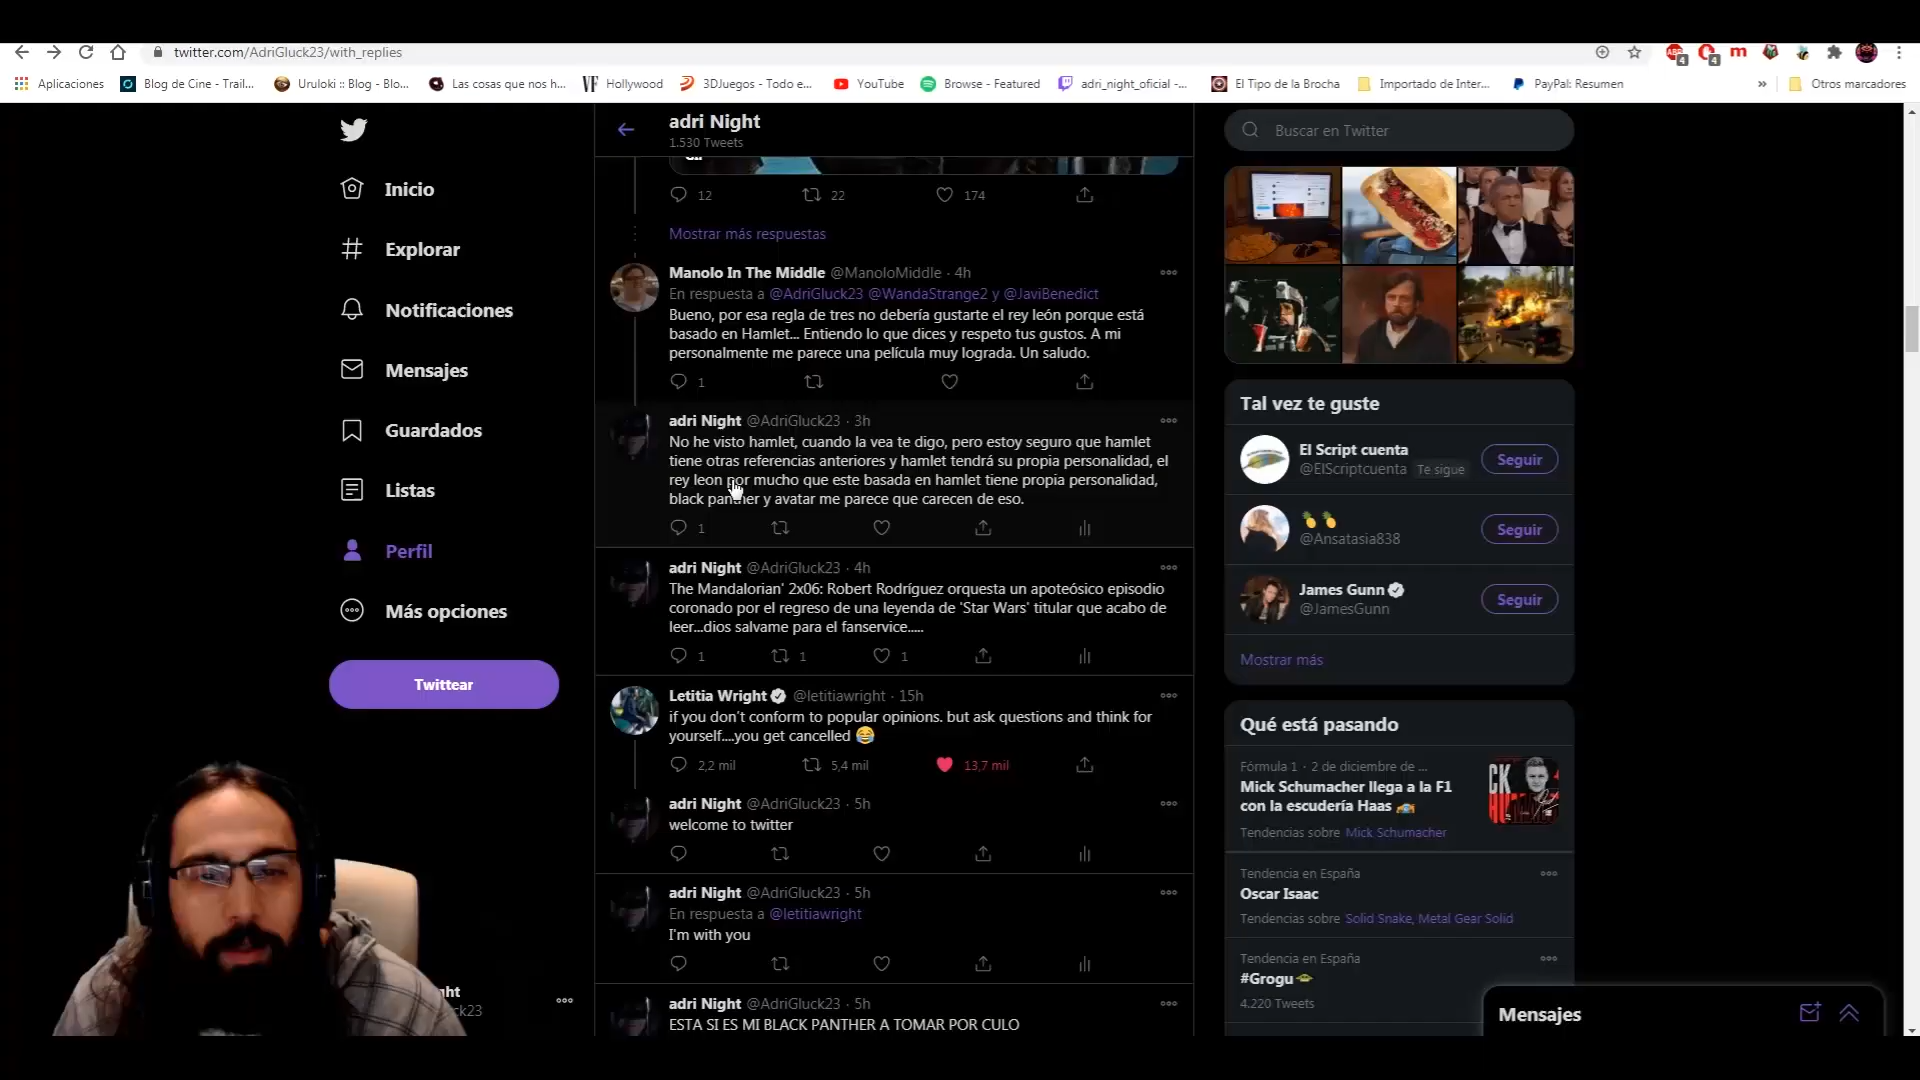 twitter.com/AdriGluck23/with_replies
Aplicaciones
Blog de Cine - Trail...
Uruloki :: Blog - Blo...
Las cosas que nos h...
Hollywood
3DJuegos - Todo e...
YouTube
Browse - Featured
adri_night_oficial -...
El Tipo de la Brocha
Importado de Inter...
PayPal: Resumen
Otros marcadores
Inicio
Explorar
Notificaciones
Mensajes
Guardados
Listas
Perfil
Más opciones
Twittear
adri Night
1.530 Tweets
12 22 174
Mostrar más respuestas
Manolo In The Middle @ManoloMiddle · 4h
En respuesta a @AdriGluck23 @WandaStrange2 y @JaviBenedict
Bueno, por esa regla de tres no debería gustarte el rey león porque está
basado en Hamlet... Entiendo lo que dices y respeto tus gustos. A mi
personalmente me parece una película muy lograda. Un saludo.
1
adri Night @AdriGluck23 · 3h
No he visto hamlet, cuando la vea te digo, pero estoy seguro que hamlet
tiene otras referencias anteriores y hamlet tendrá su propia personalidad, el
rey leon por mucho que este basada en hamlet tiene propia personalidad,
black panther y avatar me parece que carecen de eso.
1
adri Night @AdriGluck23 · 4h
The Mandalorian' 2x06: Robert Rodríguez orquesta un apoteósico episodio
coronado por el regreso de una leyenda de 'Star Wars' titular que acabo de
leer...dios salvame para el fanservice.....
1 1 1
Letitia Wright @letitiawright · 15h
if you don't conform to popular opinions. but ask questions and think for
yourself....you get cancelled 😂
2,2 mil 5,4 mil 13,7 mil
adri Night @AdriGluck23 · 5h
welcome to twitter
adri Night @AdriGluck23 · 5h
En respuesta a @letitiawright
I'm with you
adri Night @AdriGluck23 · 5h
ESTA SI ES MI BLACK PANTHER A TOMAR POR CULO
Buscar en Twitter
Tal vez te guste
El Script cuenta
@ElScriptcuenta Te sigue
Seguir
🍍🍍
@Ansatasia838
Seguir
James Gunn
@JamesGunn
Seguir
Mostrar más
Qué está pasando
Fórmula 1 · 2 de diciembre de ...
Mick Schumacher llega a la F1
con la escudería Haas
Tendencias sobre Mick Schumacher
Tendencia en España
Oscar Isaac
Tendencias sobre Solid Snake, Metal Gear Solid
Tendencia en España
#Grogu
4.220 Tweets
Mensajes